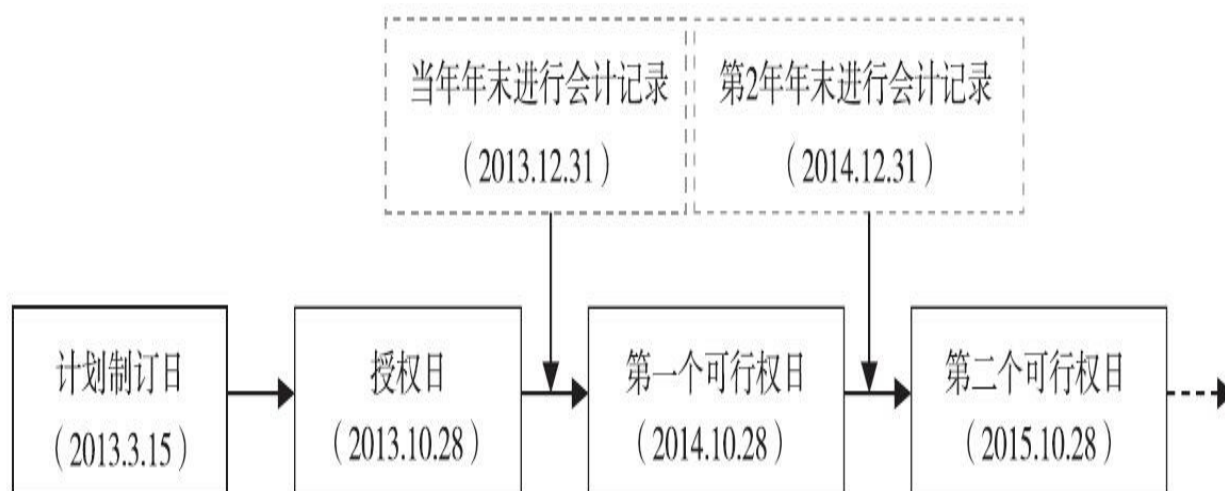 当年年末进行会计记录
（2013.12.31）
第2年年末进行会计记录
（2014.12.31）
计划制订日
（2013.3.15）
授权日
（2013.10.28）
第一个可行权日
（2014.10.28）
第二个可行权日
（2015.10.28）